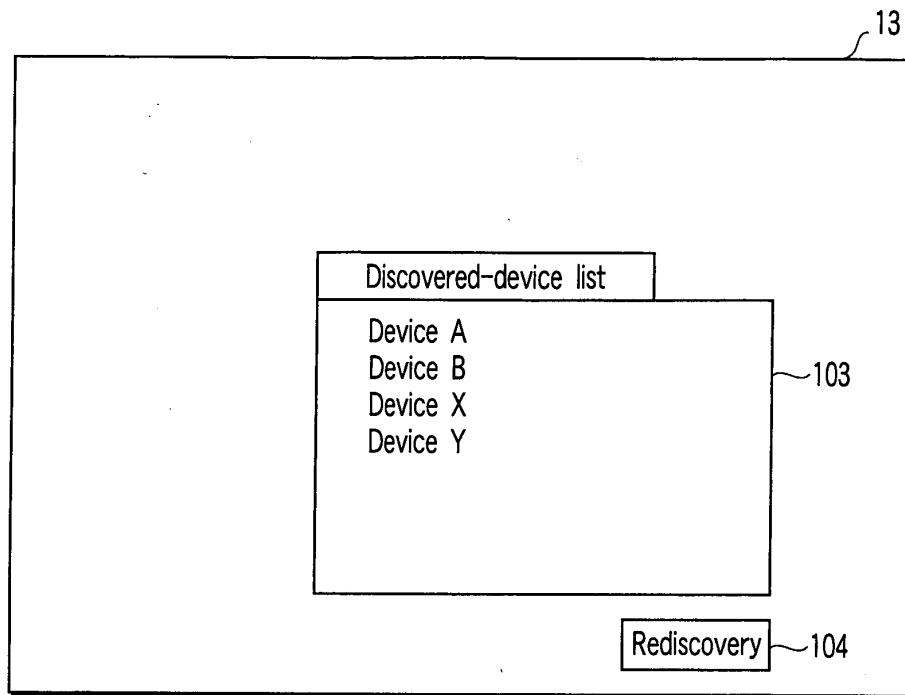 13
Discovered-device list
Device A
Device B
Device X
Device Y
103
Rediscovery
104